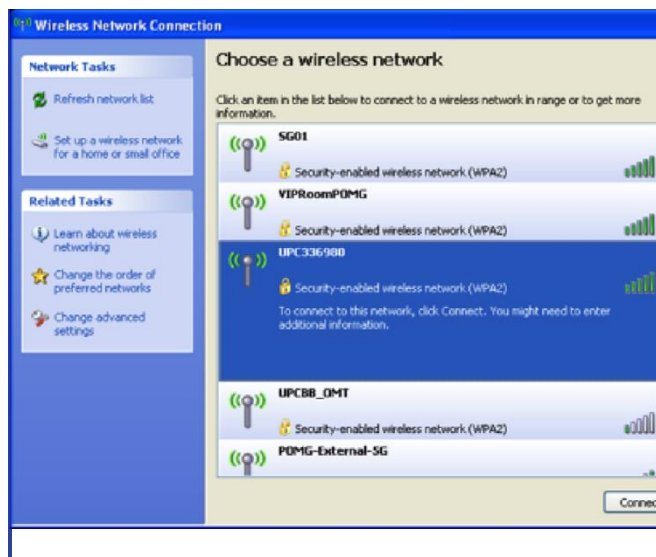 Wireless Network Connection
Network Tasks
Refresh network list
Set up a wireless network
for a home or small office
Related Tasks
Learn about wireless
networking
Change the order of
preferred networks
Change advanced
settings
Choose a wireless network
Click an item in the list below to connect to a wireless network in range or to get more
information.
SG01
Security-enabled wireless network (WPA2)
VIPRoomPOMG
Security-enabled wireless network (WPA2)
UPC336980
Security-enabled wireless network (WPA2)
To connect to this network, click Connect. You might need to enter
additional information.
UPCBB_OMT
Security-enabled wireless network (WPA2)
POMG-External-SG
Connec